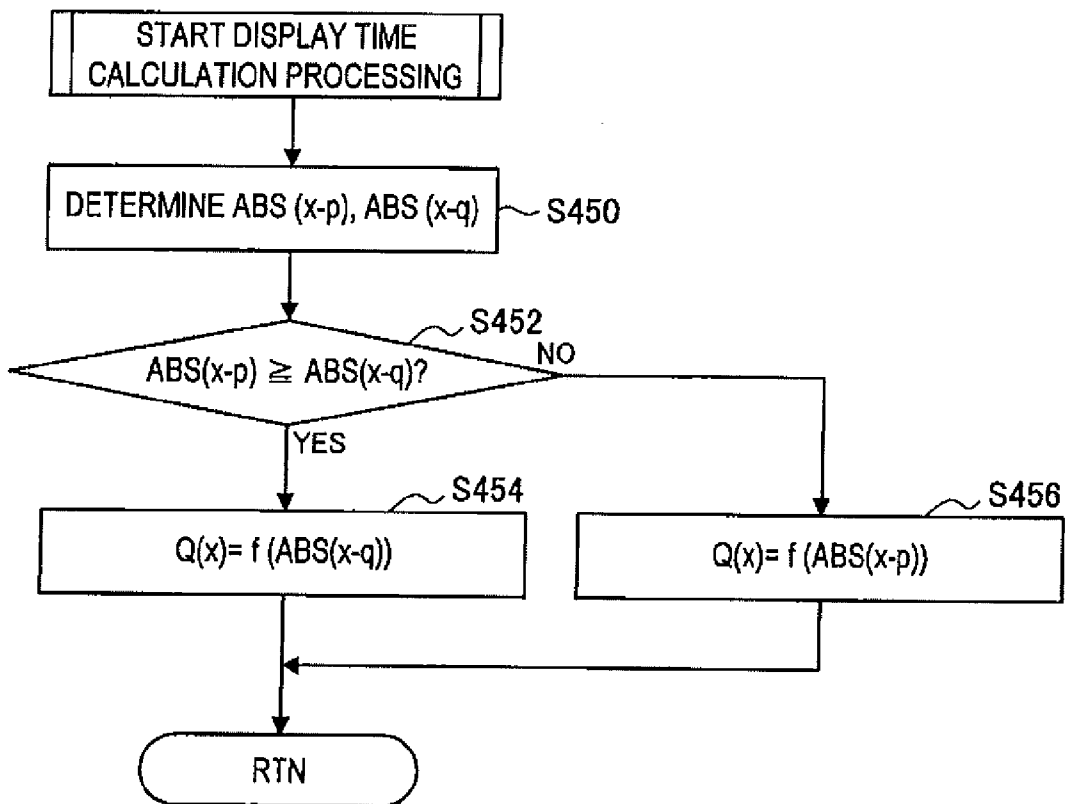 START DISPLAY TIME
CALCULATION PROCESSING
DETERMINE ABS (x-p), ABS (x-q)
S450
S452
ABS(x-p) ≧ ABS(x-q)?
NO
YES
S454
Q(x)= f (ABS(x-q))
S456
Q(x)= f (ABS(x-p))
RTN